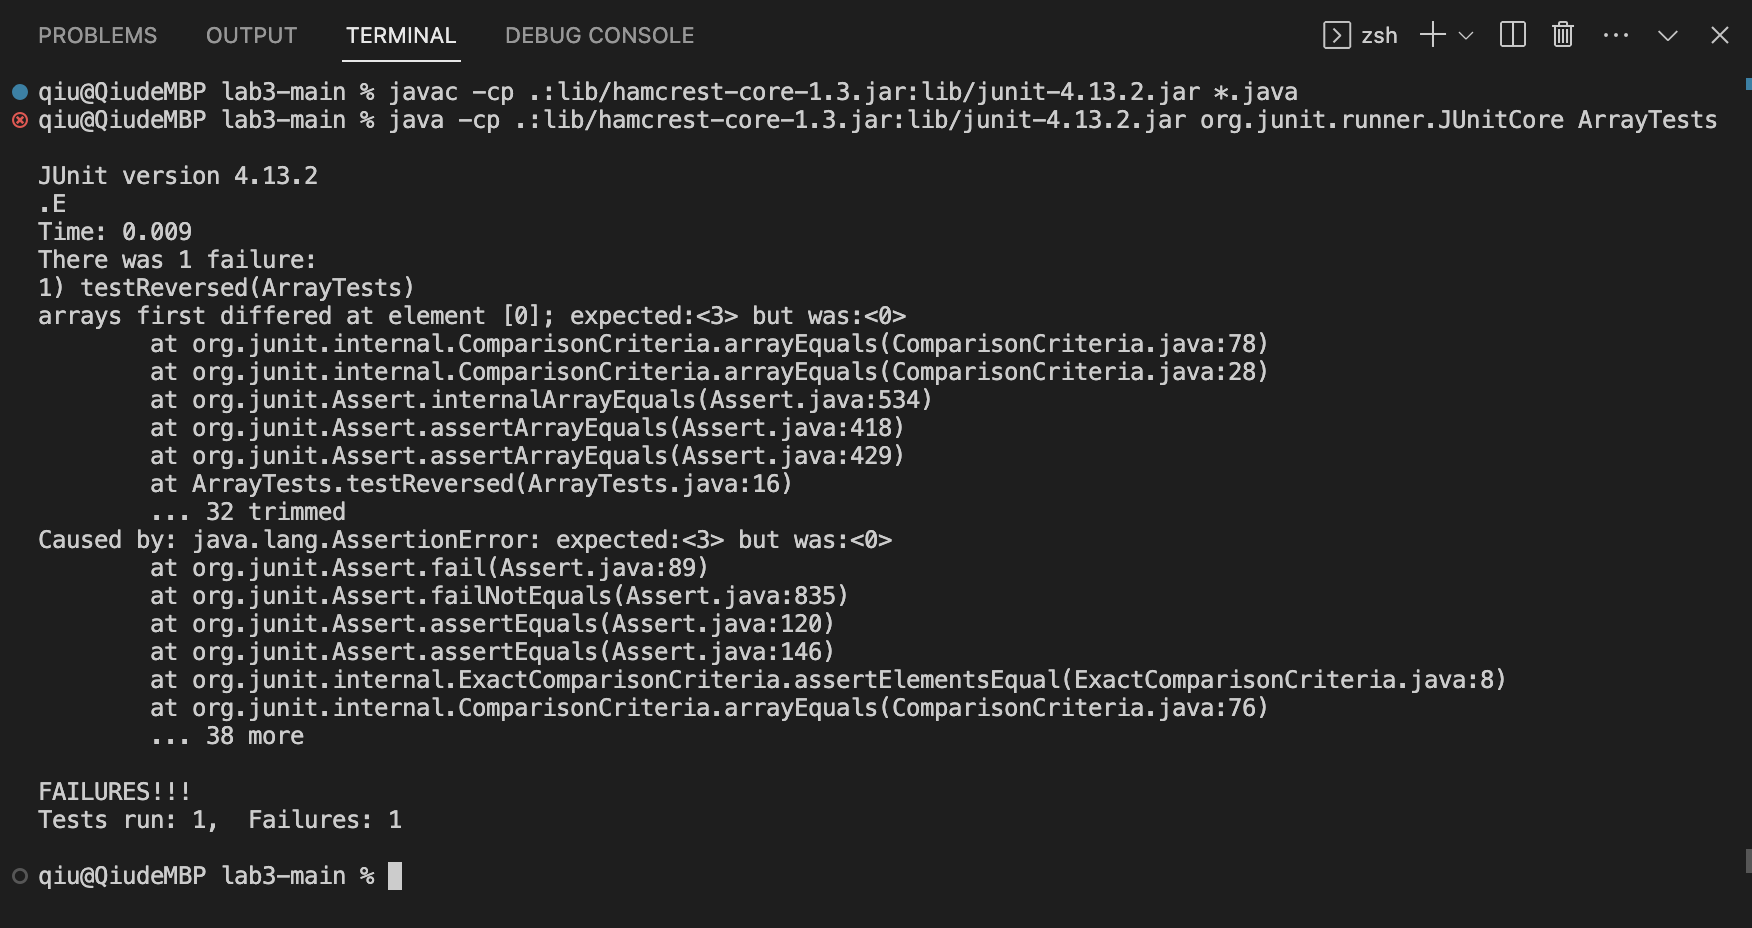 PROBLEMS OUTPUT TERMINAL DEBUG CONSOLE zsh
qiu@QiudeMBP lab3-main % javac -cp .:lib/hamcrest-core-1.3.jar:lib/junit-4.13.2.jar *.java
qiu@QiudeMBP lab3-main % java -cp .:lib/hamcrest-core-1.3.jar:lib/junit-4.13.2.jar org.junit.runner.JUnitCore ArrayTests
JUnit version 4.13.2
.E
Time: 0.009
There was 1 failure:
1) testReversed(ArrayTests)
arrays first differed at element [0]; expected:<3> but was:<0>
at org.junit.internal.ComparisonCriteria.arrayEquals(ComparisonCriteria.java:78)
at org.junit.internal.ComparisonCriteria.arrayEquals(ComparisonCriteria.java:28)
at org.junit.Assert.internalArrayEquals(Assert.java:534)
at org.junit.Assert.assertArrayEquals(Assert.java:418)
at org.junit.Assert.assertArrayEquals(Assert.java:429)
at ArrayTests.testReversed(ArrayTests.java:16)
... 32 trimmed
Caused by: java.lang.AssertionError: expected:<3> but was:<0>
at org.junit.Assert.fail(Assert.java:89)
at org.junit.Assert.failNotEquals(Assert.java:835)
at org.junit.Assert.assertEquals(Assert.java:120)
at org.junit.Assert.assertEquals(Assert.java:146)
at org.junit.internal.ExactComparisonCriteria.assertElementsEqual(ExactComparisonCriteria.java:8)
at org.junit.internal.ComparisonCriteria.arrayEquals(ComparisonCriteria.java:76)
... 38 more
FAILURES!!!
Tests run: 1,  Failures: 1
qiu@QiudeMBP lab3-main %